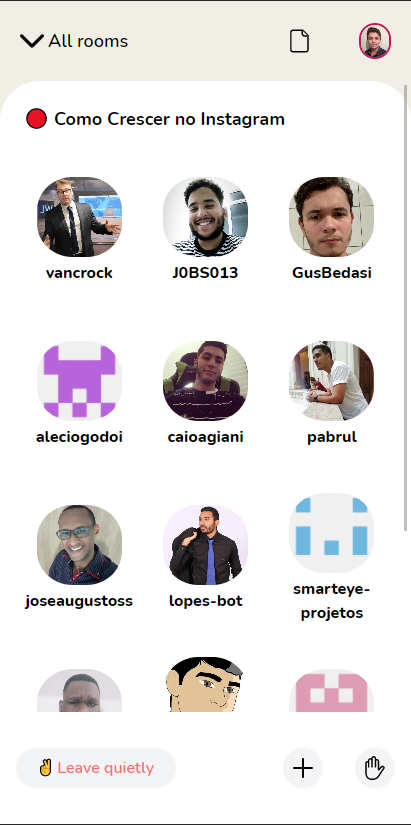 All rooms
Como Crescer no Instagram
vancrock
J0BS013
GusBedasi
aleciogodoi
caioagiani
pabrul
joseaugustoss
lopes-bot
smarteye-
projetos
Leave quietly